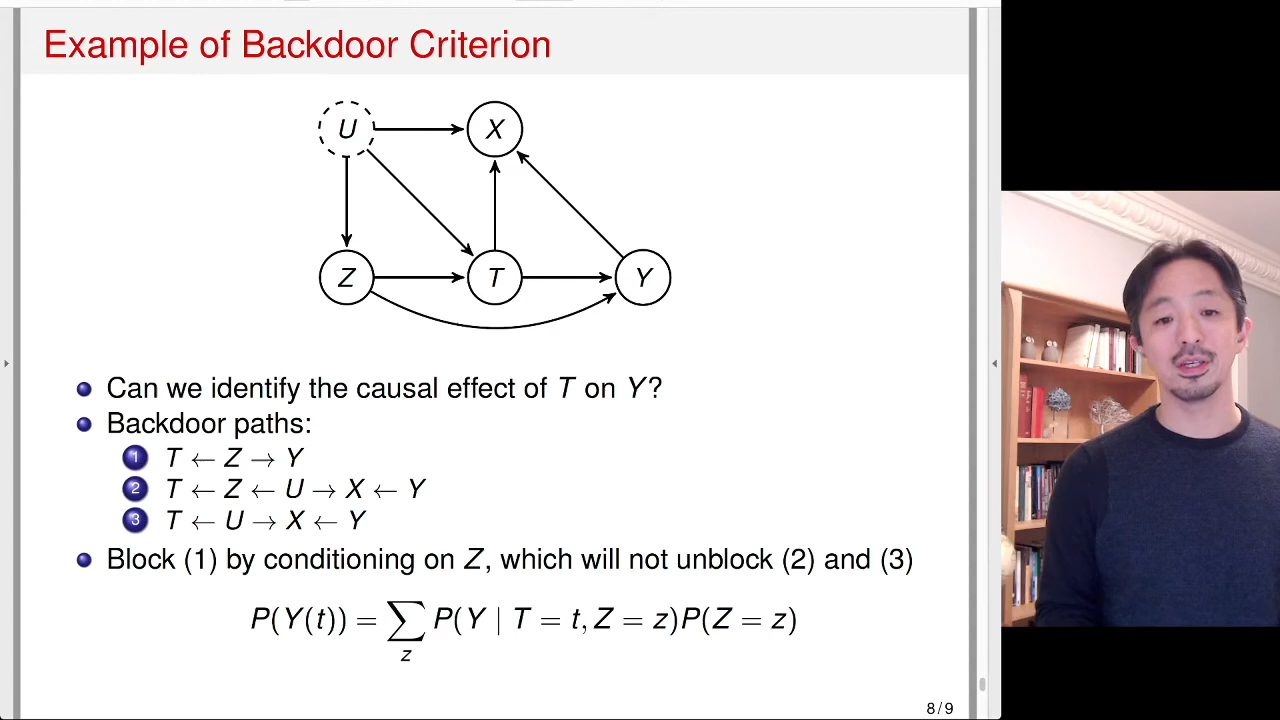 Example of Backdoor Criterion
U
X
Z
T
Y
Can we identify the causal effect of T on Y?
Backdoor paths:
1 T ← Z → Y
2 T ← Z ← U → X ← Y
3 T ← U → X ← Y
Block (1) by conditioning on Z, which will not unblock (2) and (3)
P(Y(t)) = ∑ P(Y | T = t, Z = z)P(Z = z)
z
8/9